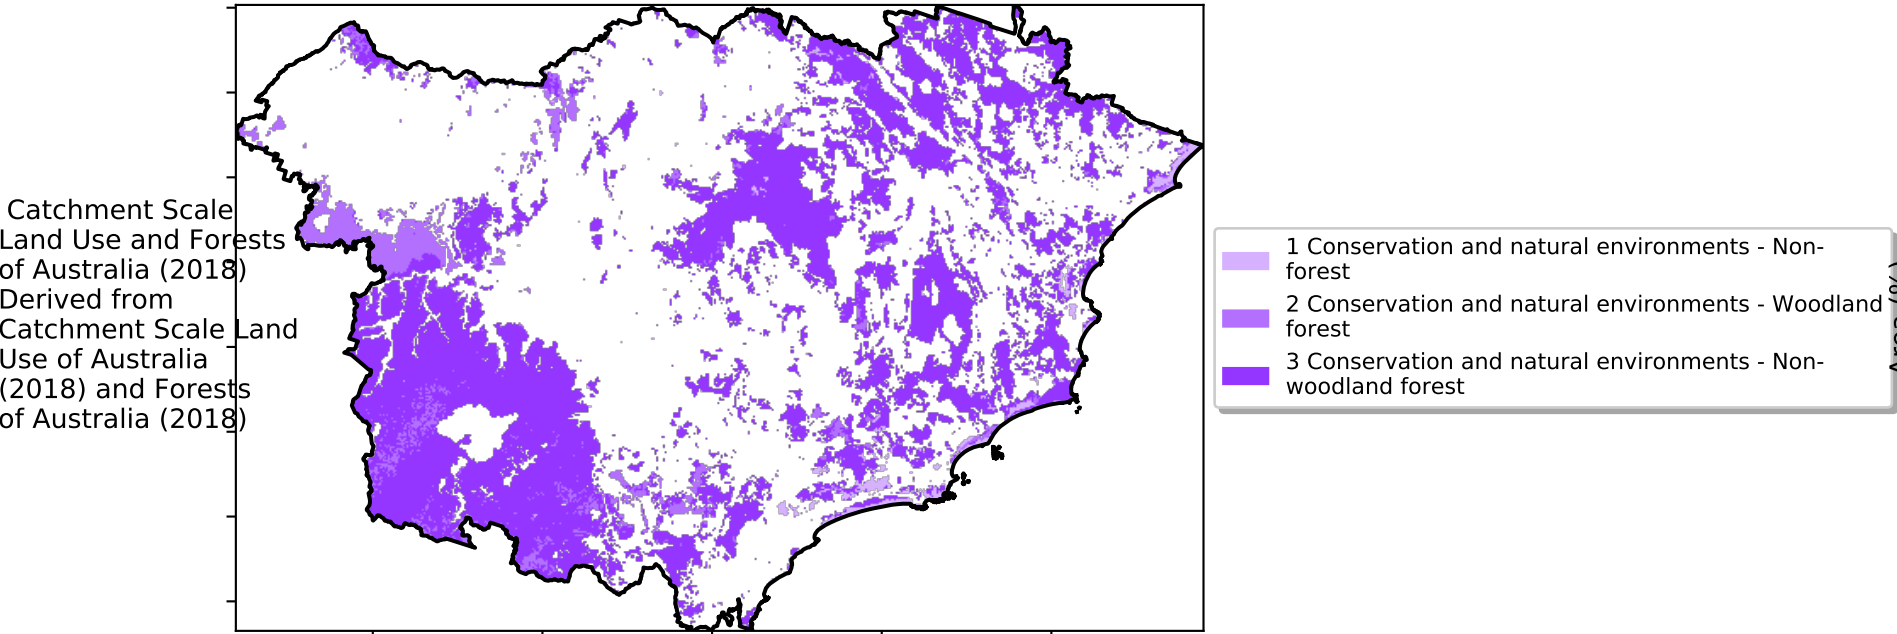 Catchment Scale
Land Use and Forests
of Australia (2018)
Derived from
Catchment Scale Land
Use of Australia
(2018) and Forests
of Australia (2018)
1 Conservation and natural environments - Non-
forest
2 Conservation and natural environments - Woodland
forest
3 Conservation and natural environments - Non-
woodland forest